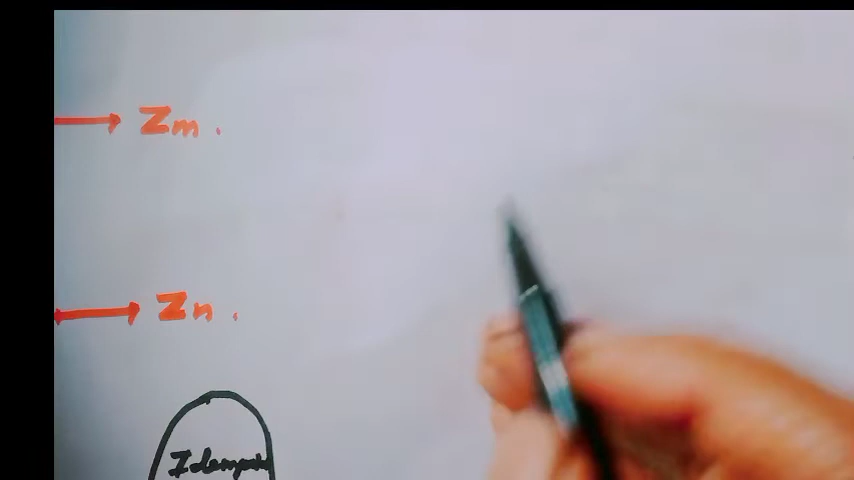 → Zm.
→ Zn.